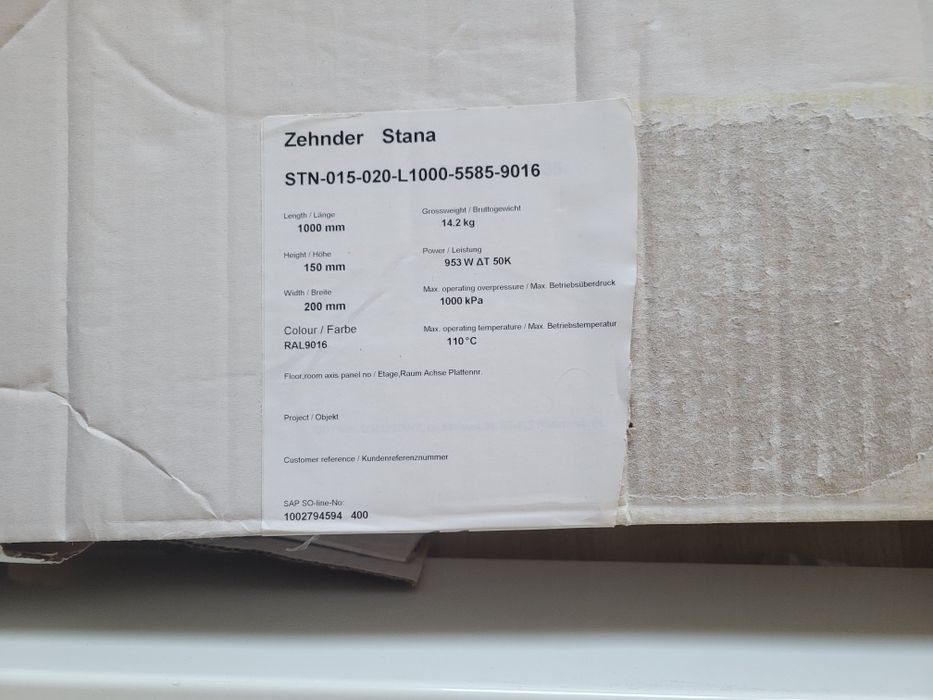 Zehnder Stana
STN-015-020-L1000-5585-9016
Length / Länge
1000 mm
Height / Höhe
150 mm
Width / Breite
200 mm
Colour / Farbe
RAL9016
Grossweight / Bruttogewicht
14.2 kg
Power / Leistung
953 W ΔT 50K
Max. operating overpressure / Max. Betriebsüberdruck
1000 kPa
Max. operating temperature / Max. Betriebstemperatur
110°C
Floor,room axis panel no / Etage,Raum Achse Plattennr.
Project / Objekt
Customer reference / Kundenreferenznummer
SAP SO-line-No:
1002794594 400